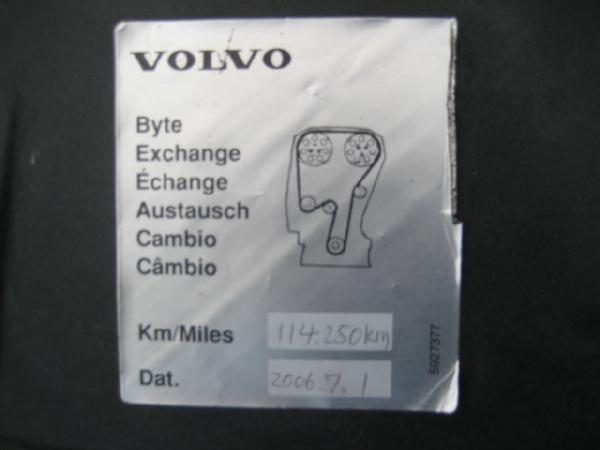 VOLVO
Byte
Exchange
Échange
Austausch
Cambio
Câmbio
Km/Miles 114.250km
Dat. 2006.7.1
5927377